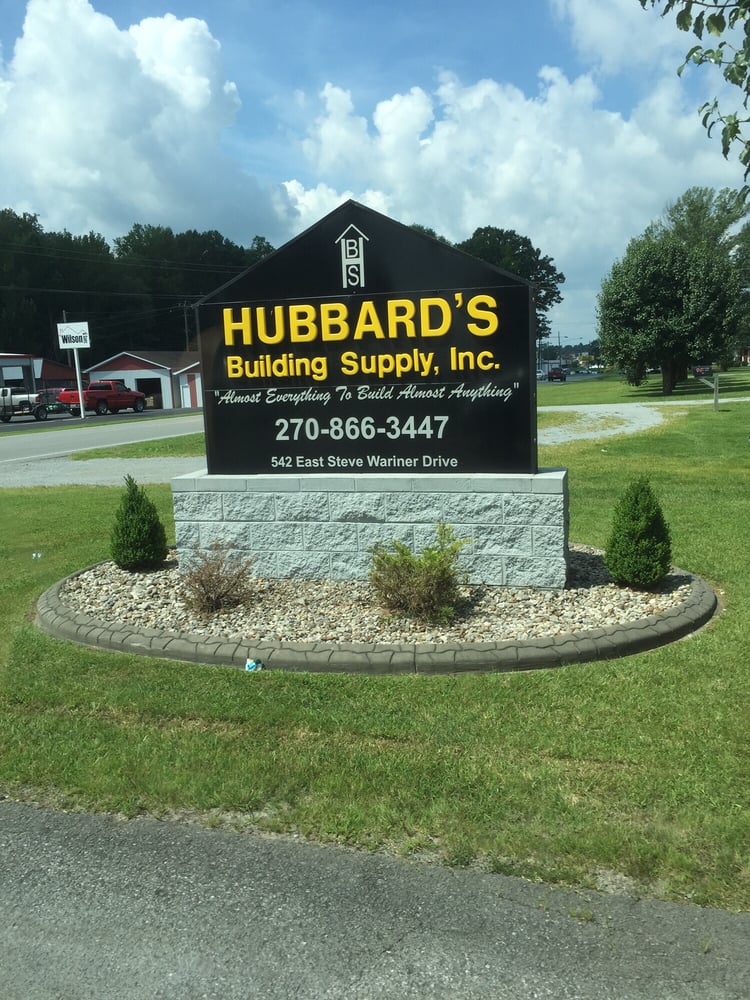 B
H
S
HUBBARD'S
Building Supply, Inc.
"Almost Everything To Build Almost Anything"
270-866-3447
542 East Steve Wariner Drive
Wilson